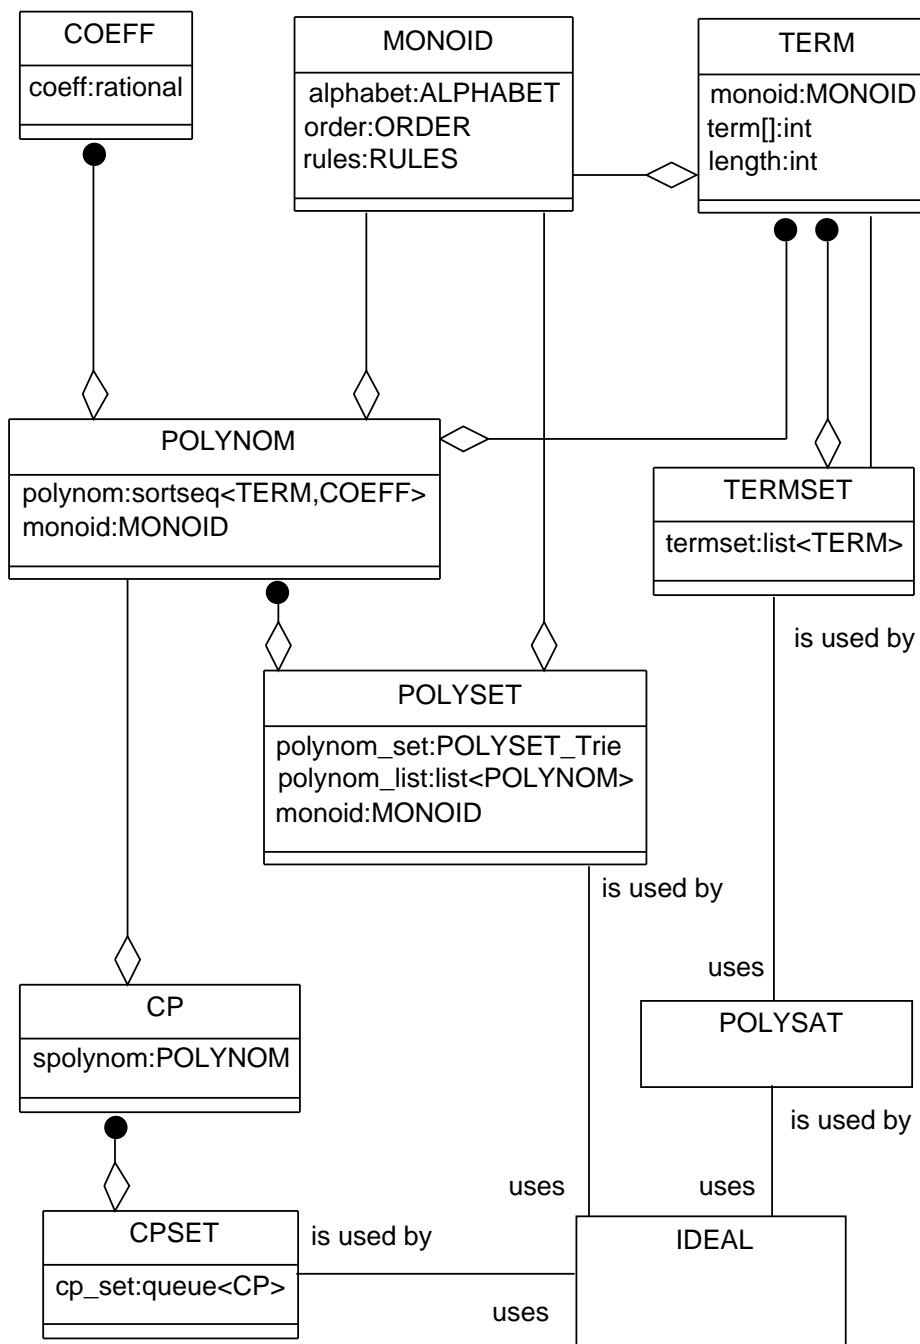 COEFF
coeff:rational
MONOID
alphabet:ALPHABET
order:ORDER
rules:RULES
TERM
monoid:MONOID
term[]:int
length:int
POLYNOM
polynom:sortseq<TERM,COEFF>
monoid:MONOID
TERMSET
termset:list<TERM>
is used by
POLYSET
polynom_set:POLYSET_Trie
polynom_list:list<POLYNOM>
monoid:MONOID
is used by
uses
CP
spolynom:POLYNOM
POLYSAT
is used by
uses
uses
CPSET
cp_set:queue<CP>
is used by
uses
IDEAL